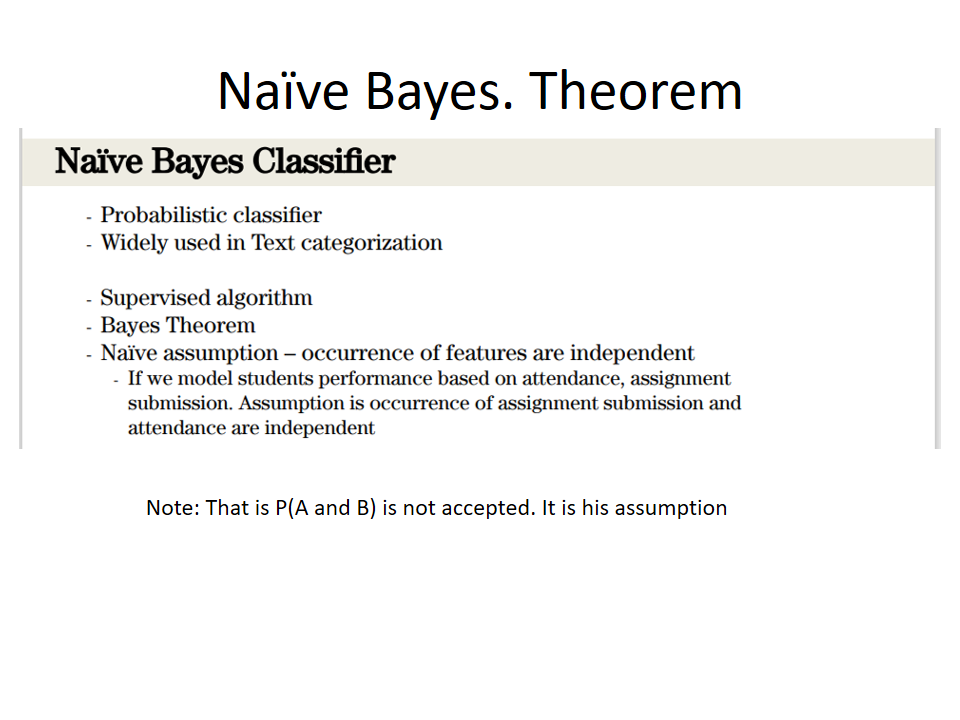 Naïve Bayes. Theorem
Naïve Bayes Classifier
- Probabilistic classifier
- Widely used in Text categorization
- Supervised algorithm
- Bayes Theorem
- Naïve assumption – occurrence of features are independent
- If we model students performance based on attendance, assignment
submission. Assumption is occurrence of assignment submission and
attendance are independent
Note: That is P(A and B) is not accepted. It is his assumption